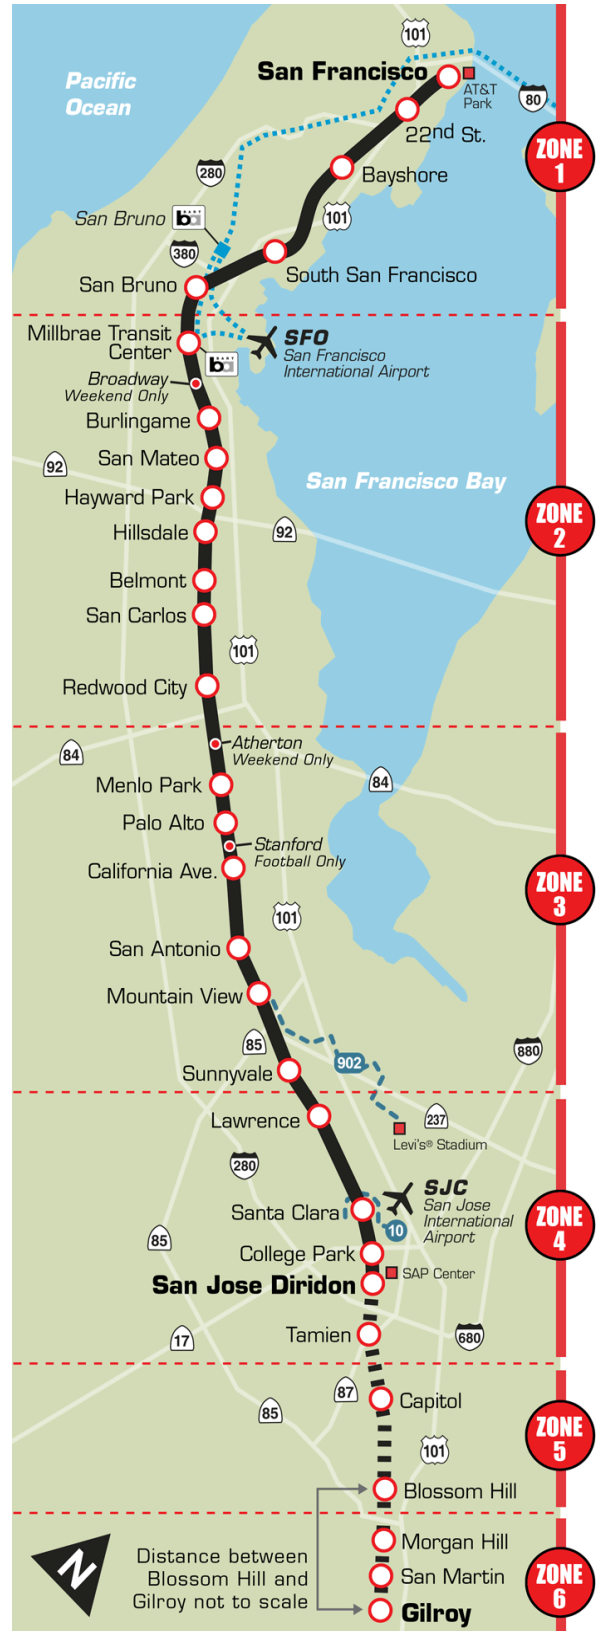 101
San Francisco
Pacific
Ocean
AT&T
Park
80
22nd St.
ZONE
1
280
Bayshore
101
San Bruno
BART
ba
380
South San Francisco
San Bruno
Millbrae Transit
Center
SFO
San Francisco
International Airport
BART
ba
Broadway
Weekend Only
Burlingame
92
San Mateo
San Francisco Bay
Hayward Park
ZONE
2
Hillsdale
92
Belmont
San Carlos
101
Redwood City
Atherton
Weekend Only
84
Menlo Park
84
Palo Alto
Stanford
Football Only
California Ave.
ZONE
3
101
San Antonio
Mountain View
85
880
902
Sunnyvale
Lawrence
237
Levi's® Stadium
280
SJC
San Jose
International
Airport
Santa Clara
10
ZONE
4
85
College Park
SAP Center
San Jose Diridon
17
Tamien
680
87
Capitol
85
ZONE
5
101
Blossom Hill
N
Distance between
Blossom Hill and
Gilroy not to scale
Morgan Hill
San Martin
ZONE
6
Gilroy